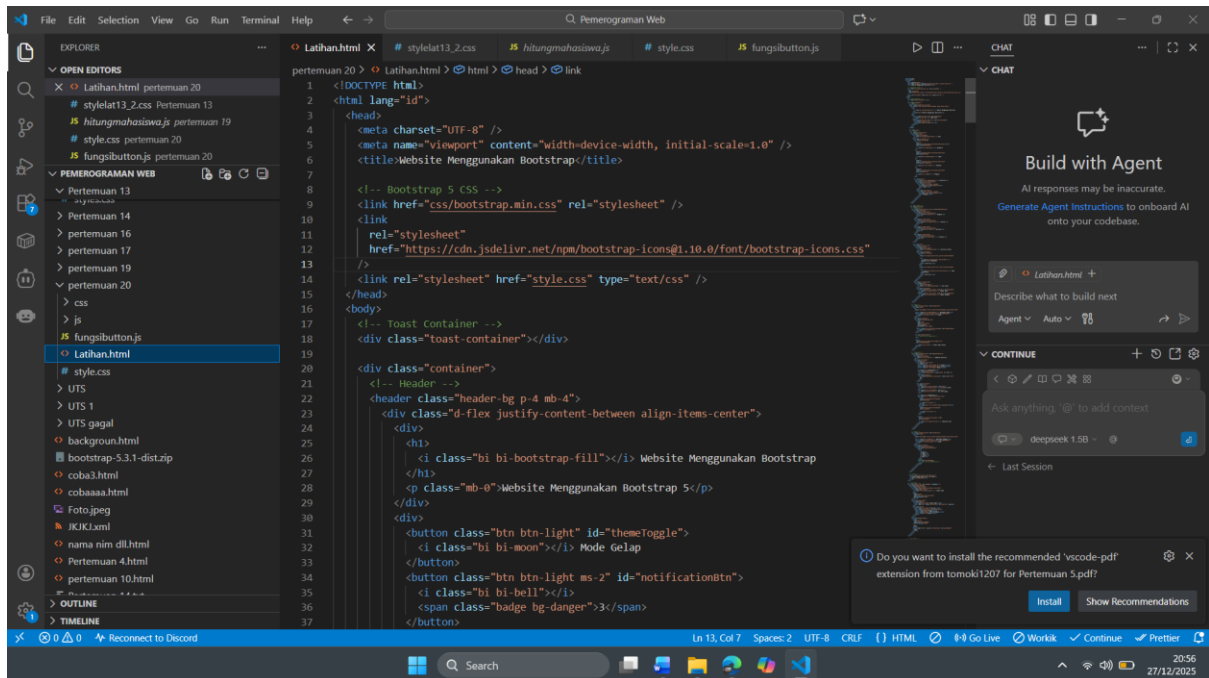 File Edit Selection View Go Run Terminal Help
Pemerograman Web
EXPLORER
OPEN EDITORS
Latihan.html pertemuan 20
# stylelat13_2.css Pertemuan 13
JS hitungmahasiswa.js pertemuan 19
# style.css pertemuan 20
JS fungsibutton.js pertemuan 20
PEMEROGRAMAN WEB
Pertemuan 13
Pertemuan 14
pertemuan 16
pertemuan 17
pertemuan 19
pertemuan 20
css
js
JS fungsibutton.js
Latihan.html
# style.css
UTS
UTS 1
UTS gagal
backgroun.html
bootstrap-5.3.1-dist.zip
coba3.html
cobaaaa.html
Foto.jpeg
JKJKJ.xml
nama nim dll.html
Pertemuan 4.html
pertemuan 10.html
OUTLINE
TIMELINE
Latihan.html # stylelat13_2.css JS hitungmahasiswa.js # style.css JS fungsibutton.js
pertemuan 20 > Latihan.html > html > head > link
1 <!DOCTYPE html>
2 <html lang="id">
3 <head>
4 <meta charset="UTF-8" />
5 <meta name="viewport" content="width=device-width, initial-scale=1.0" />
6 <title>Website Menggunakan Bootstrap</title>
7
8 <!-- Bootstrap 5 CSS -->
9 <link href="css/bootstrap.min.css" rel="stylesheet" />
10 <link
11 rel="stylesheet"
12 href="https://cdn.jsdelivr.net/npm/bootstrap-icons@1.10.0/font/bootstrap-icons.css"
13 />
14 <link rel="stylesheet" href="style.css" type="text/css" />
15 </head>
16 <body>
17 <!-- Toast Container -->
18 <div class="toast-container"></div>
19
20 <div class="container">
21 <!-- Header -->
22 <header class="header-bg p-4 mb-4">
23 <div class="d-flex justify-content-between align-items-center">
24 <div>
25 <h1>
26 <i class="bi bi-bootstrap-fill"></i> Website Menggunakan Bootstrap
27 </h1>
28 <p class="mb-0">Website Menggunakan Bootstrap 5</p>
29 </div>
30 <div>
31 <button class="btn btn-light" id="themeToggle">
32 <i class="bi bi-moon"></i> Mode Gelap
33 </button>
34 <button class="btn btn-light ms-2" id="notificationBtn">
35 <i class="bi bi-bell"></i>
36 <span class="badge bg-danger">3</span>
37 </button>
CHAT
CHAT
Build with Agent
AI responses may be inaccurate.
Generate Agent Instructions to onboard AI
onto your codebase.
Latihan.html +
Describe what to build next
Agent Auto
CONTINUE
Ask anything, '@' to add context
deepseek 1.5B @
Last Session
Do you want to install the recommended 'vscode-pdf'
extension from tomoki1207 for Pertemuan 5.pdf?
Install Show Recommendations
7
1
0 0 Reconnect to Discord
Ln 13, Col 7 Spaces: 2 UTF-8 CRLF {} HTML Go Live Workik Continue Prettier
Search
20:56
27/12/2025